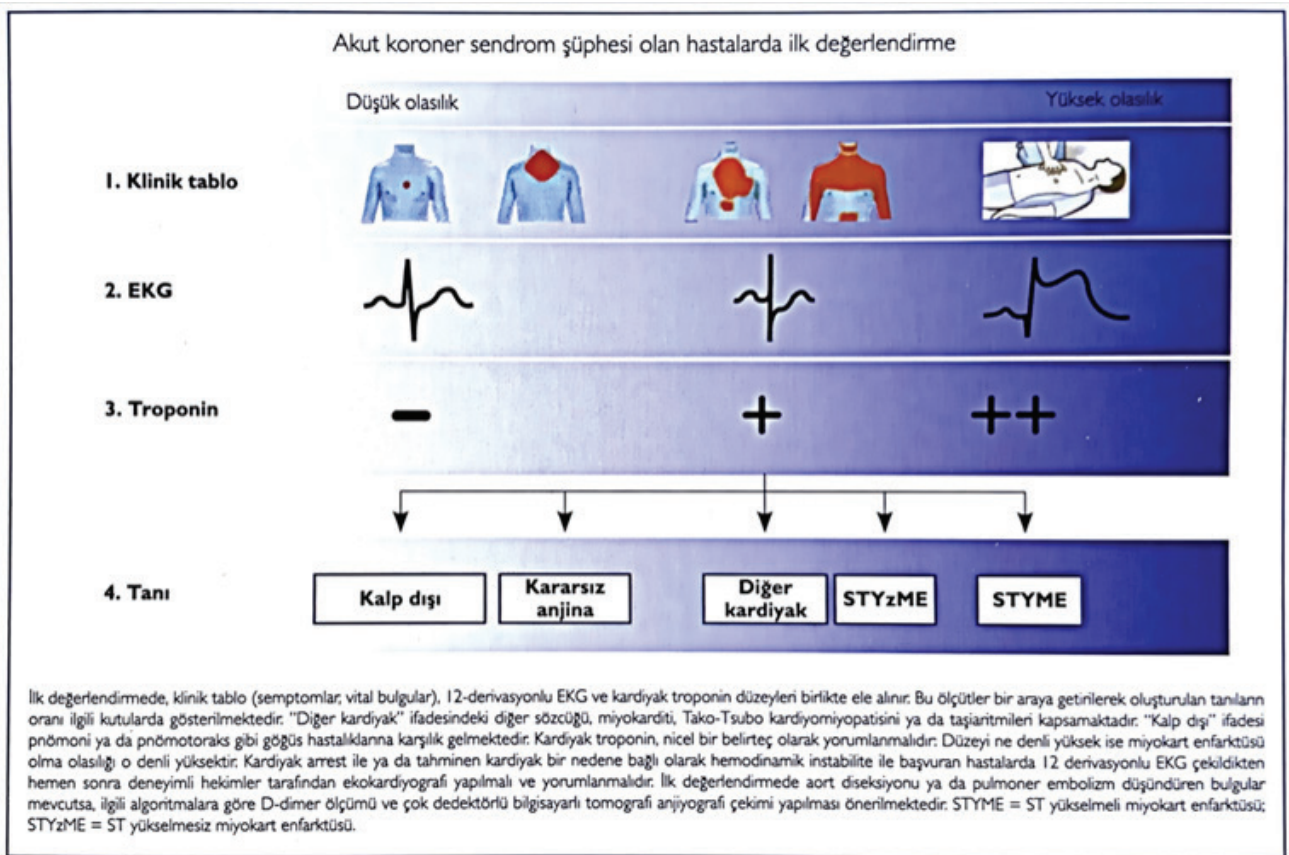 Akut koroner sendrom şüphesi olan hastalarda ilk değerlendirme
Düşük olasılık
Yüksek olasılık
1. Klinik tablo
2. EKG
3. Troponin
4. Tanı
Kalp dışı
Kararsız
anjina
Diğer
kardiyak
STYzME
STYME
İlk değerlendirmede, klinik tablo (semptomlar, vital bulgular), 12-derivasyonlu EKG ve kardiyak troponin düzeyleri birlikte ele alınır. Bu ölçütler bir araya getirilerek oluşturulan tanıların
oranı ilgili kutularda gösterilmektedir. "Diğer kardiyak" ifadesindeki diğer sözcüğü, miyokarditi, Tako-Tsubo kardiyomiyopatisini ya da taşiaritmileri kapsamaktadır. "Kalp dışı" ifadesi
pnömoni ya da pnömotoraks gibi göğüs hastalıklarına karşılık gelmektedir. Kardiyak troponin, nicel bir belirteç olarak yorumlanmalıdır: Düzeyi ne denli yüksek ise miyokart enfarktüsü
olma olasılığı o denli yüksektir. Kardiyak arrest ile ya da tahminen kardiyak bir nedene bağlı olarak hemodinamik instabilite ile başvuran hastalarda 12 derivasyonlu EKG çekildikten
hemen sonra deneyimli hekimler tarafından ekokardiyografi yapılmalı ve yorumlanmalıdır. İlk değerlendirmede aort diseksiyonu ya da pulmoner embolizm düşündüren bulgular
mevcutsa, ilgili algoritmalara göre D-dimer ölçümü ve çok dedektörlü bilgisayarlı tomografi anjiyografi çekimi yapılması önerilmektedir. STYME = ST yükselmeli miyokart enfarktüsü;
STYzME = ST yükselmesiz miyokart enfarktüsü.